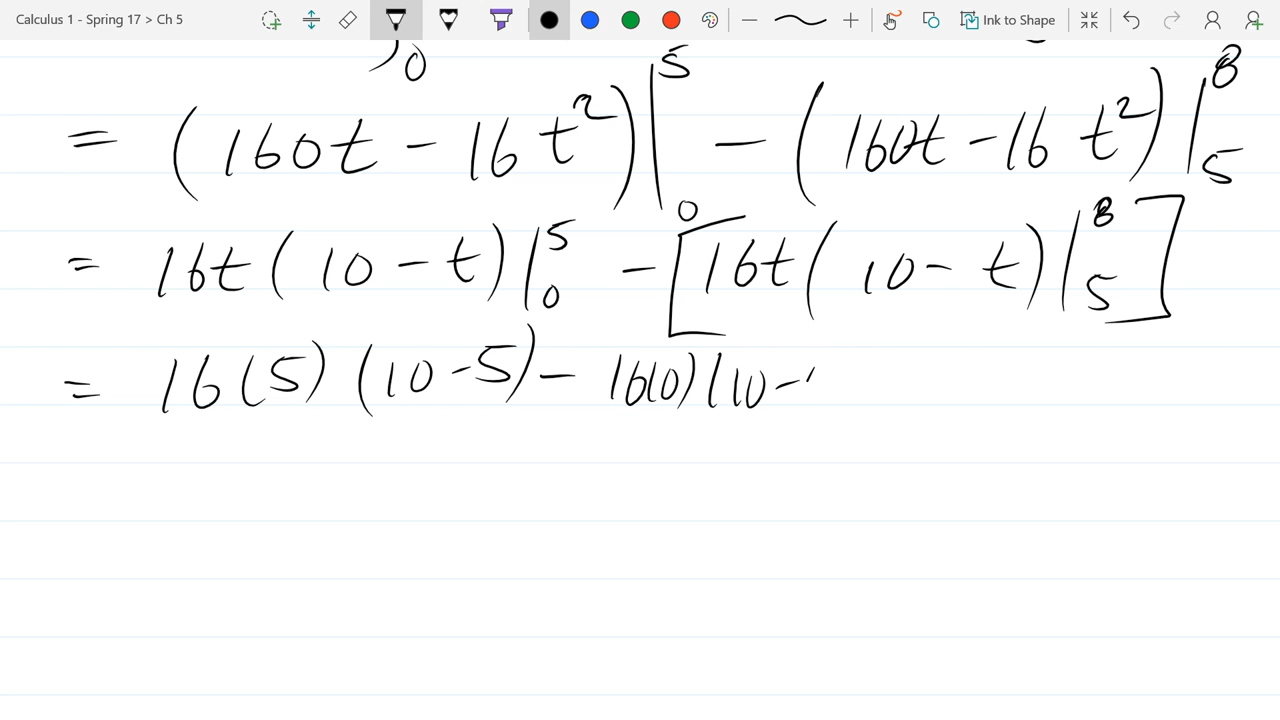 Calculus 1 - Spring 17 > Ch 5 Ink to Shape
0
= (160t - 16t²)|₀⁵ - (160t - 16t²)|₅⁸
= 16t(10 - t)|₀⁵ - [16t(10 - t)|₅⁸]
= 16(5)(10-5) - 16(0)(10-